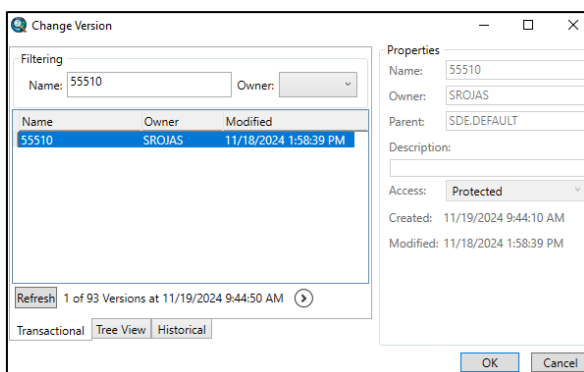 Change Version
Filtering
Name: 55510 Owner:
Name Owner Modified
55510 SROJAS 11/18/2024 1:58:39 PM
Refresh 1 of 93 Versions at 11/19/2024 9:44:50 AM
Transactional Tree View Historical
Properties
Name: 55510
Owner: SROJAS
Parent: SDE.DEFAULT
Description:
Access: Protected
Created: 11/19/2024 9:44:10 AM
Modified: 11/18/2024 1:58:39 PM
OK Cancel